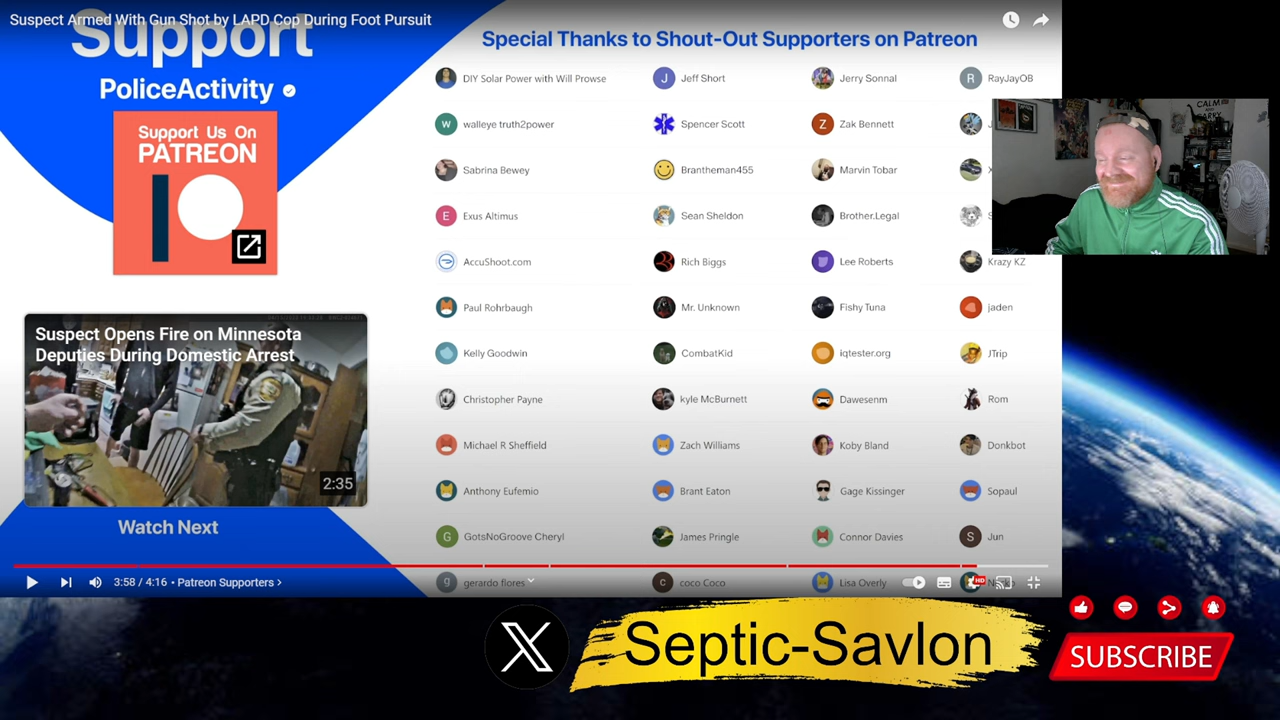 Suspect Armed With Gun Shot by LAPD Cop During Foot Pursuit
Support
PoliceActivity
Support Us On
PATREON
Suspect Opens Fire on Minnesota
Deputies During Domestic Arrest
2:35
Watch Next
Special Thanks to Shout-Out Supporters on Patreon
DIY Solar Power with Will Prowse
J Jeff Short
Jerry Sonnal
R RayJayOB
W walleye truth2power
Spencer Scott
Z Zak Bennett
Sabrina Bewey
Brantheman455
Marvin Tobar
E Exus Altimus
Sean Sheldon
Brother.Legal
AccuShoot.com
Rich Biggs
Lee Roberts
Krazy KZ
Paul Rohrbaugh
Mr. Unknown
Fishy Tuna
jaden
Kelly Goodwin
CombatKid
iqtester.org
JTrip
Christopher Payne
kyle McBurnett
Dawesenm
Rom
Michael R Sheffield
Zach Williams
Koby Bland
Donkbot
Anthony Eufemio
Brant Eaton
Gage Kissinger
Sopaul
G GotsNoGroove Cheryl
James Pringle
Connor Davies
S Jun
g gerardo flores
c coco Coco
Lisa Overly
3:58 / 4:16 • Patreon Supporters >
HD
CALM
AND
CARRY
X Septic-Savlon
SUBSCRIBE